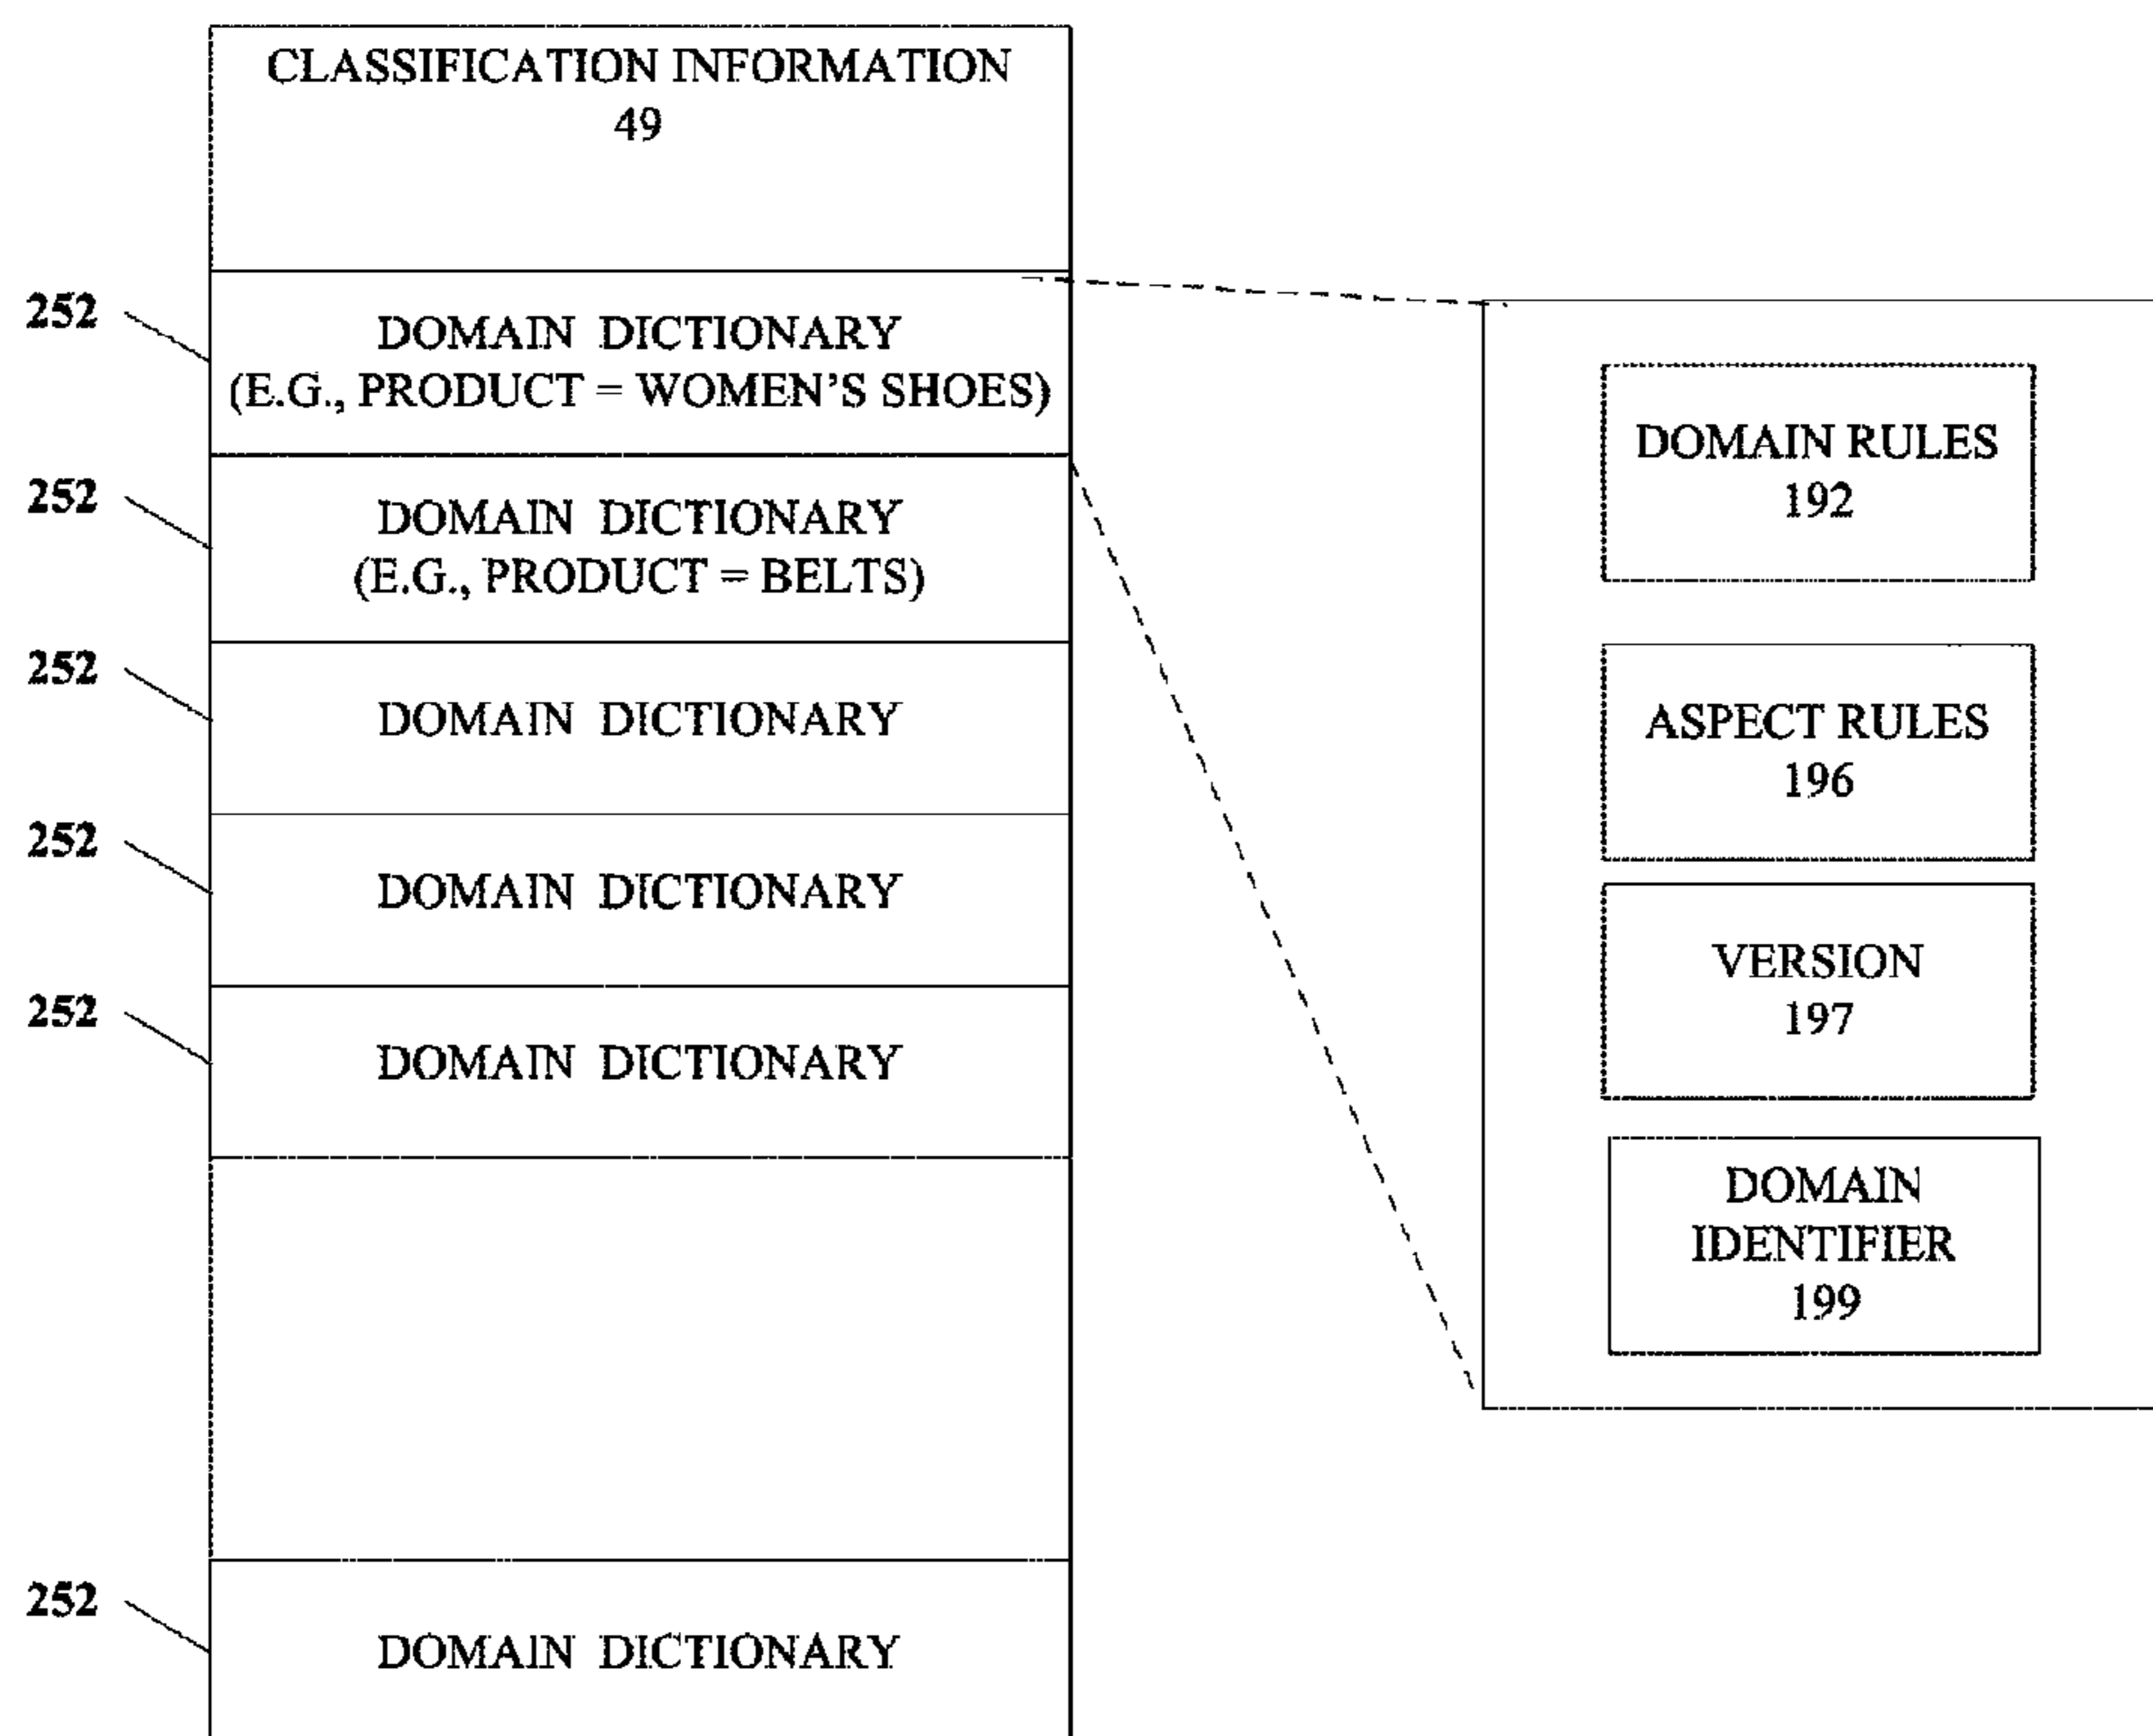 CLASSIFICATION INFORMATION
49
252
DOMAIN DICTIONARY
(E.G., PRODUCT = WOMEN'S SHOES)
252
DOMAIN DICTIONARY
(E.G., PRODUCT = BELTS)
252
DOMAIN DICTIONARY
252
DOMAIN DICTIONARY
252
DOMAIN DICTIONARY
252
DOMAIN DICTIONARY
DOMAIN RULES
192
ASPECT RULES
196
VERSION
197
DOMAIN
IDENTIFIER
199